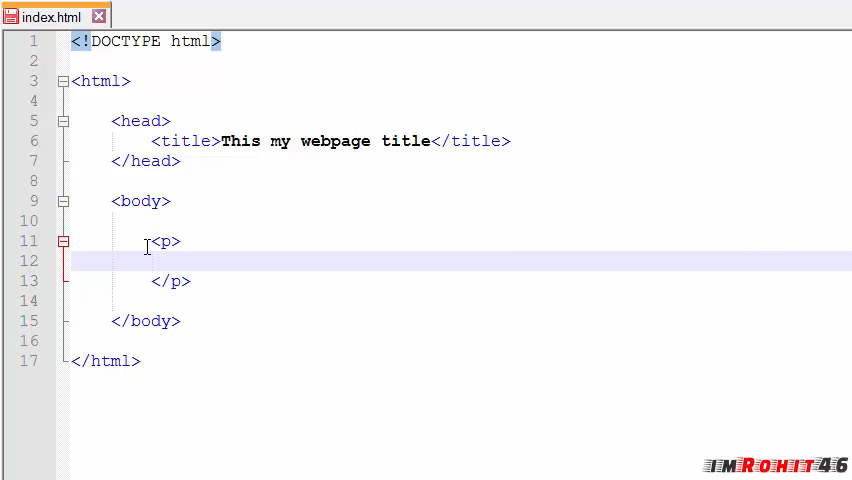 index.html
1 <!DOCTYPE html>
2
3 <html>
4
5 <head>
6 <title>This my webpage title</title>
7 </head>
8
9 <body>
10
11 <p>
12
13 </p>
14
15 </body>
16
17 </html>
imRohit46